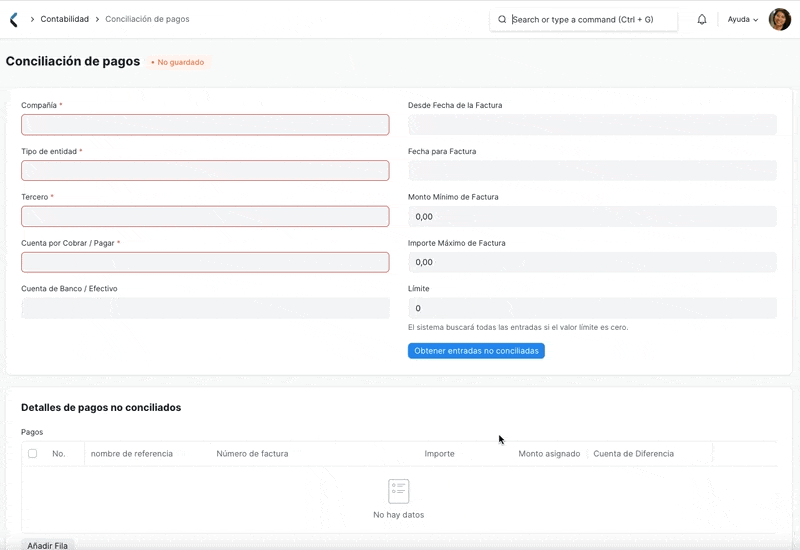 Contabilidad
Conciliación de pagos
Search or type a command (Ctrl + G)
Ayuda
Conciliación de pagos
No guardado
Compañía *
Desde Fecha de la Factura
Tipo de entidad *
Fecha para Factura
Tercero *
Monto Mínimo de Factura
0,00
Cuenta por Cobrar / Pagar *
Importe Máximo de Factura
0,00
Cuenta de Banco / Efectivo
Límite
0
El sistema buscará todas las entradas si el valor límite es cero.
Obtener entradas no conciliadas
Detalles de pagos no conciliados
Pagos
No. nombre de referencia Número de factura Importe Monto asignado Cuenta de Diferencia
No hay datos
Añadir Fila